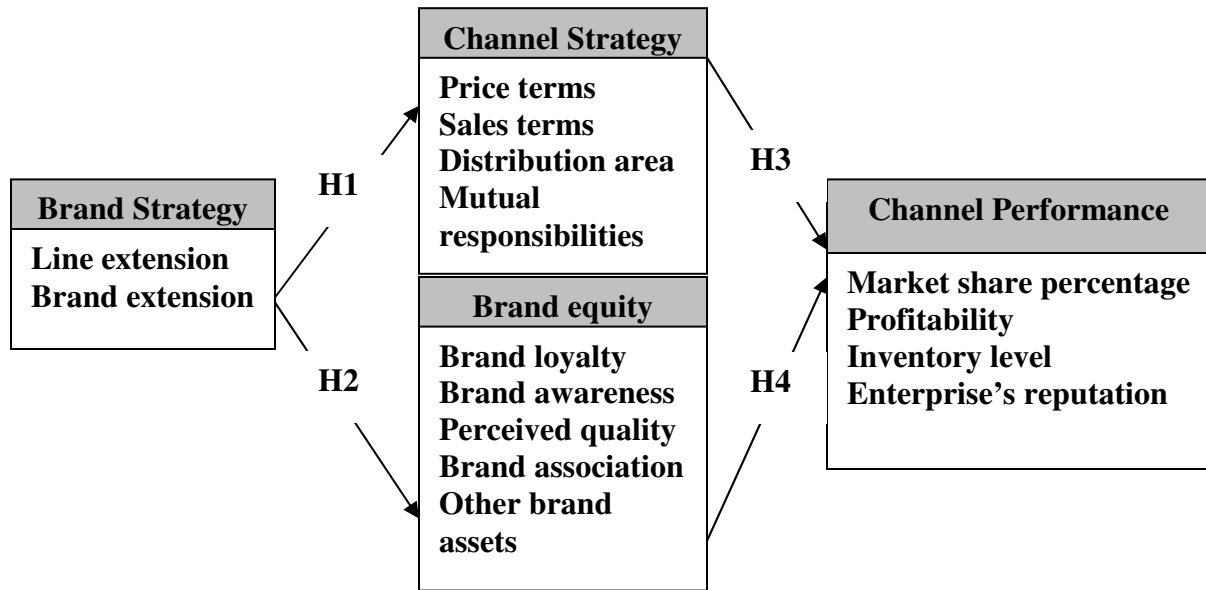 Brand Strategy
Line extension
Brand extension
H1
H2
Channel Strategy
Price terms
Sales terms
Distribution area
Mutual
responsibilities
Brand equity
Brand loyalty
Brand awareness
Perceived quality
Brand association
Other brand
assets
H3
H4
Channel Performance
Market share percentage
Profitability
Inventory level
Enterprise’s reputation